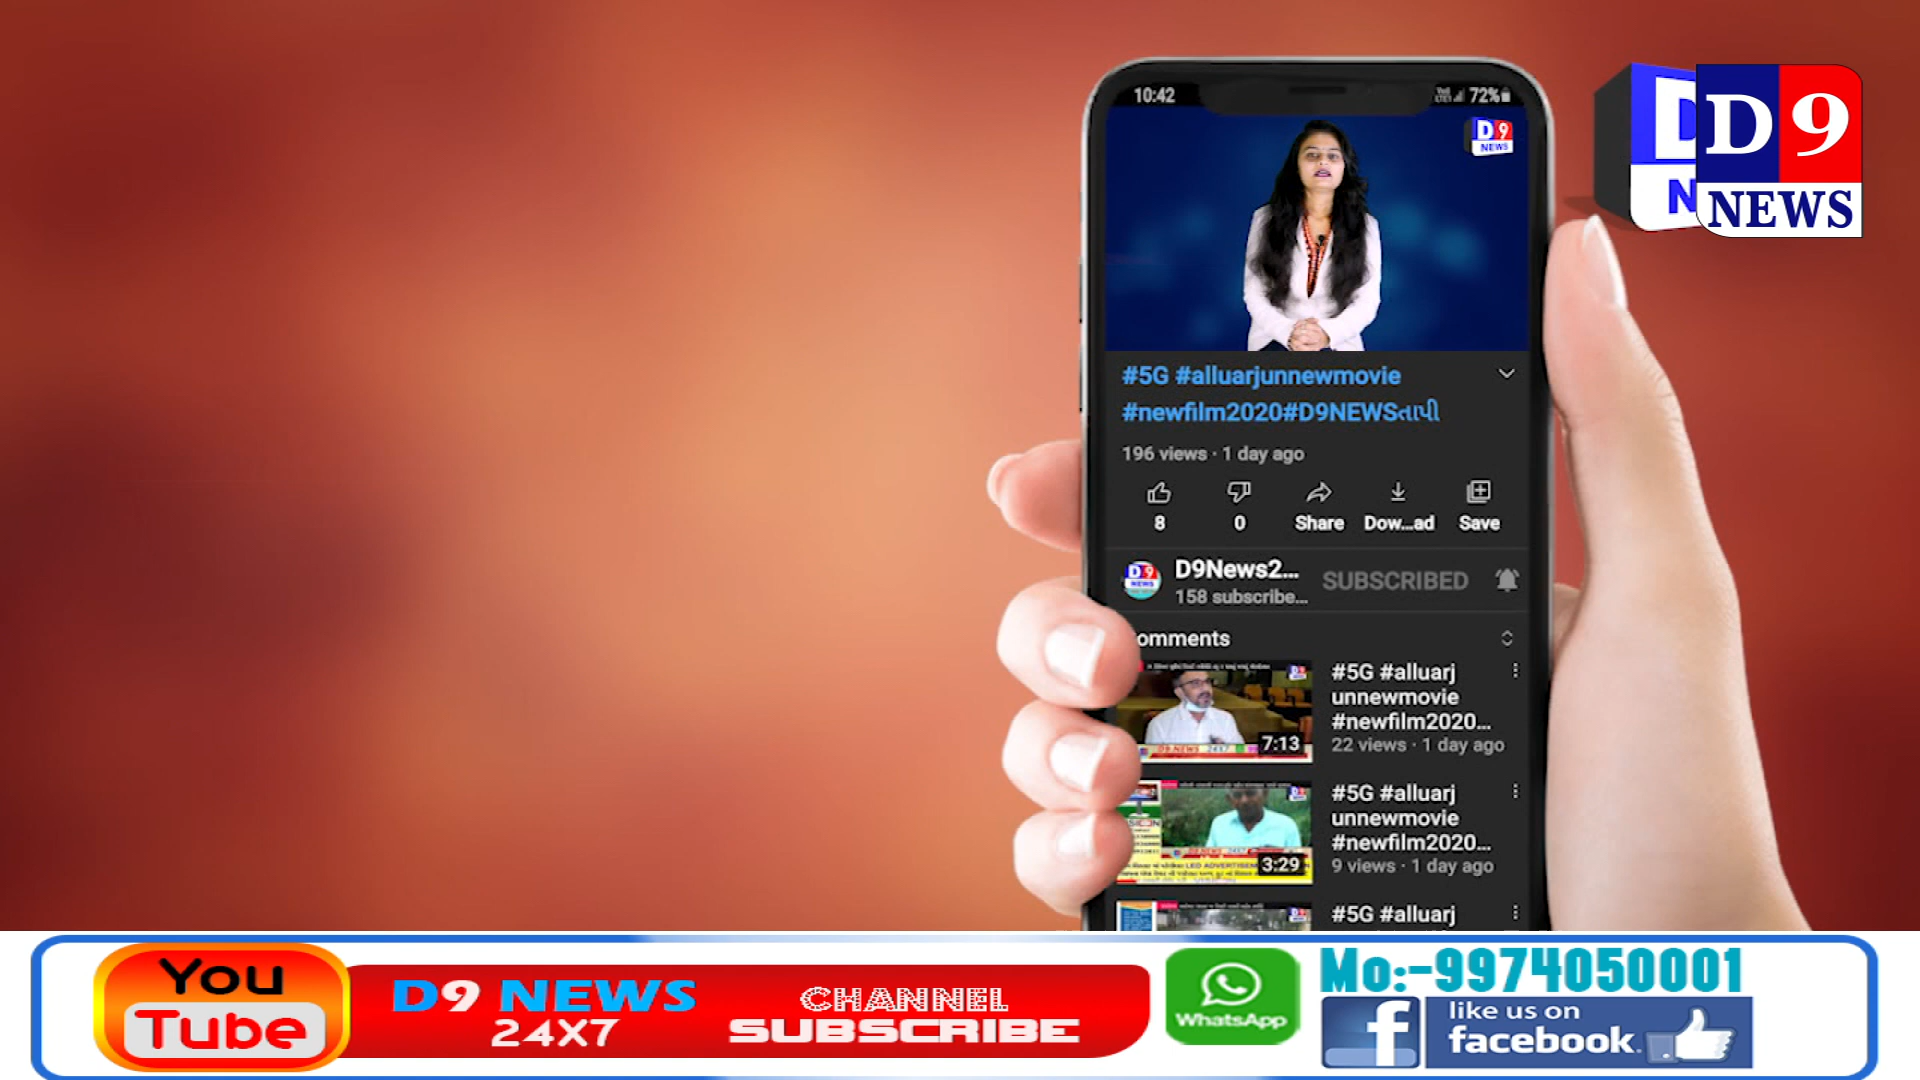 10:42
72%
D9
NEWS
D9
NEWS
D
N
#5G #alluarjunnewmovie
#newfilm2020#D9NEWSતાપી
196 views · 1 day ago
8
0
Share
Dow...ad
Save
D9News2...
SUBSCRIBED
158 subscribe...
omments
#5G #alluarj
unnewmovie
#newfilm2020...
22 views · 1 day ago
7:13
#5G #alluarj
unnewmovie
#newfilm2020...
9 views · 1 day ago
3:29
#5G #alluarj
You
Tube
D9 NEWS
24X7
CHANNEL
SUBSCRIBE
WhatsApp
Mo:-9974050001
like us on
facebook.